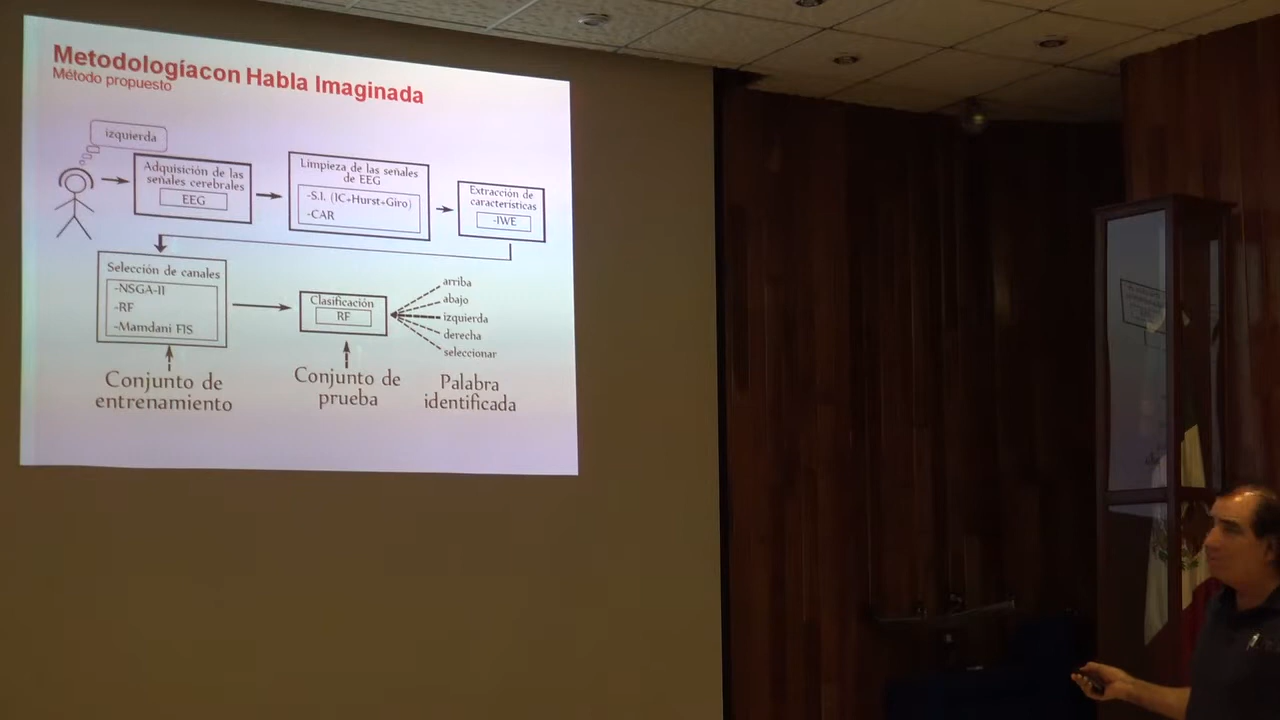 Metodologíacon Habla Imaginada
Método propuesto
izquierda
Adquisición de las
señales cerebrales
EEG
Limpieza de las señales
de EEG
-S.I. (IC+Hurst+Giro)
-CAR
Extracción de
características
-IWE
Selección de canales
-NSGA-II
-RF
-Mamdani FIS
Clasificación
RF
arriba
abajo
izquierda
derecha
seleccionar
Conjunto de
entrenamiento
Conjunto de
prueba
Palabra
identificada